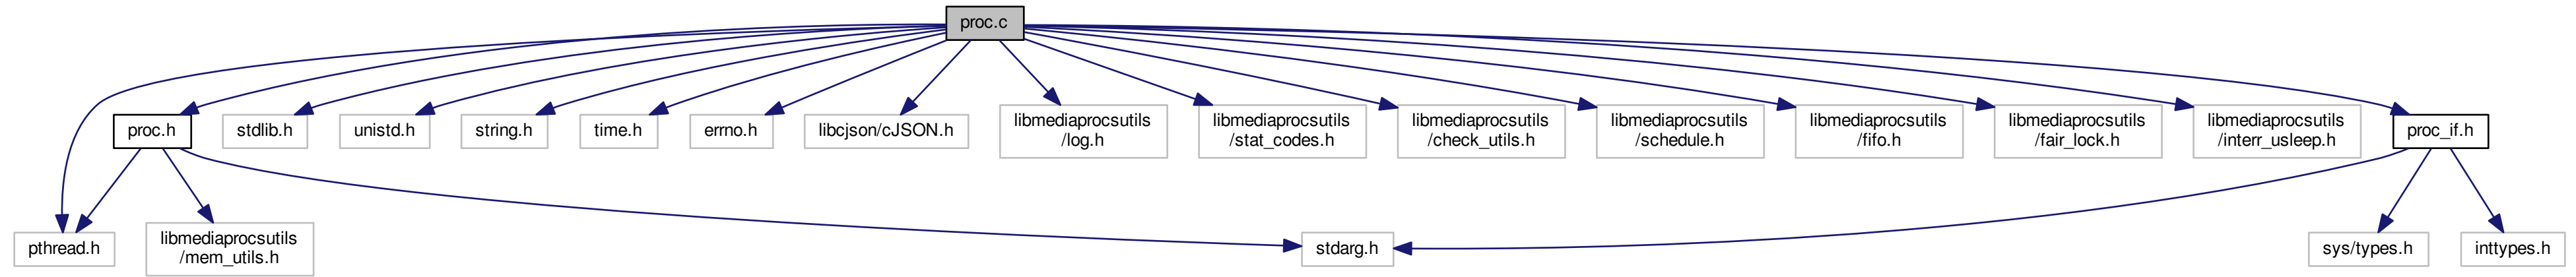 proc.c
proc.h
stdlib.h
unistd.h
string.h
time.h
errno.h
libcjson/cJSON.h
libmediaprocsutils
/log.h
libmediaprocsutils
/stat_codes.h
libmediaprocsutils
/check_utils.h
libmediaprocsutils
/schedule.h
libmediaprocsutils
/fifo.h
libmediaprocsutils
/fair_lock.h
libmediaprocsutils
/interr_usleep.h
proc_if.h
pthread.h
libmediaprocsutils
/mem_utils.h
stdarg.h
sys/types.h
inttypes.h